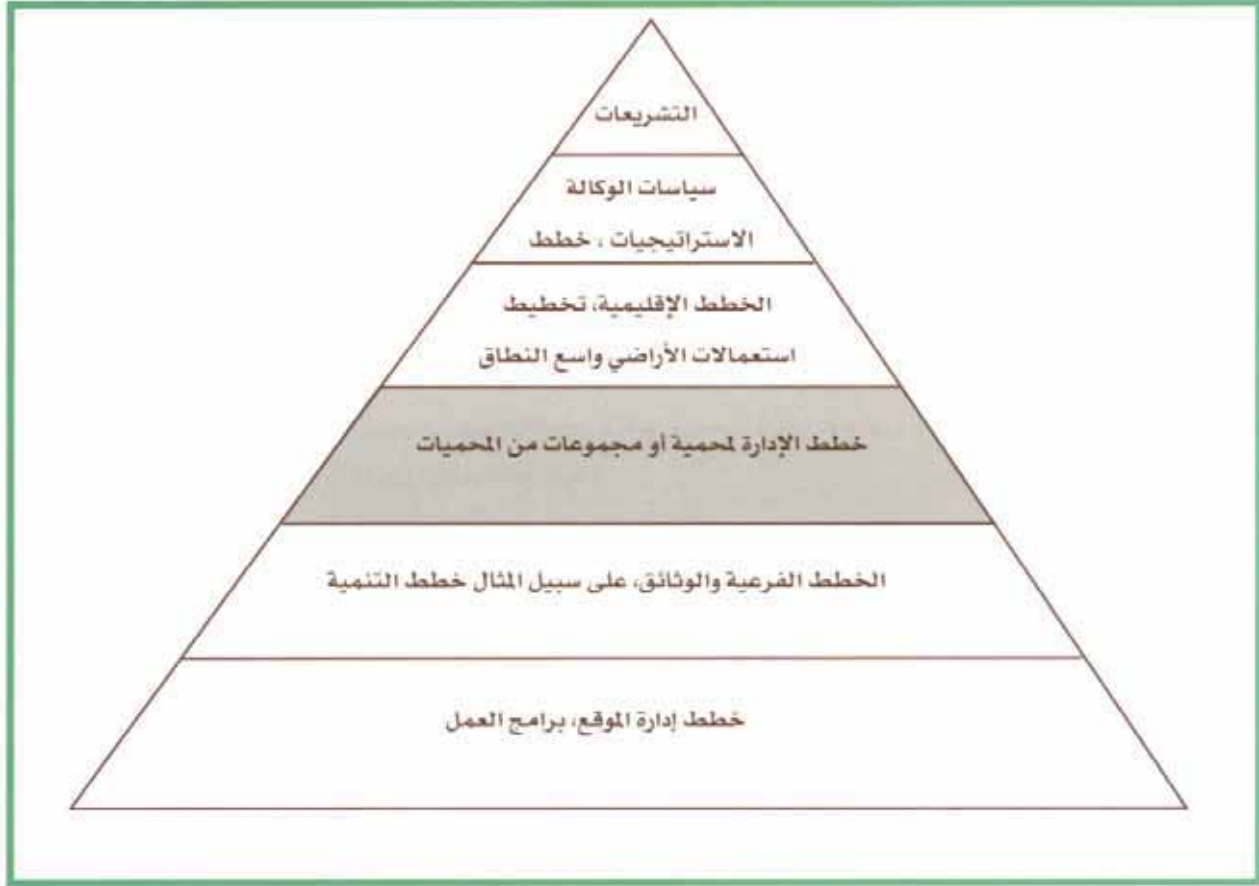 التشريعات
سياسات الوكالة
الاستراتيجيات ، خطط
الخطط الإقليمية، تخطيط
استعمالات الأراضي واسع النطاق
خطط الإدارة لمحمية أو مجموعات من المحميات
الخطط الفرعية والوثائق، على سبيل المثال خطط التنمية
خطط إدارة الموقع، برامج العمل